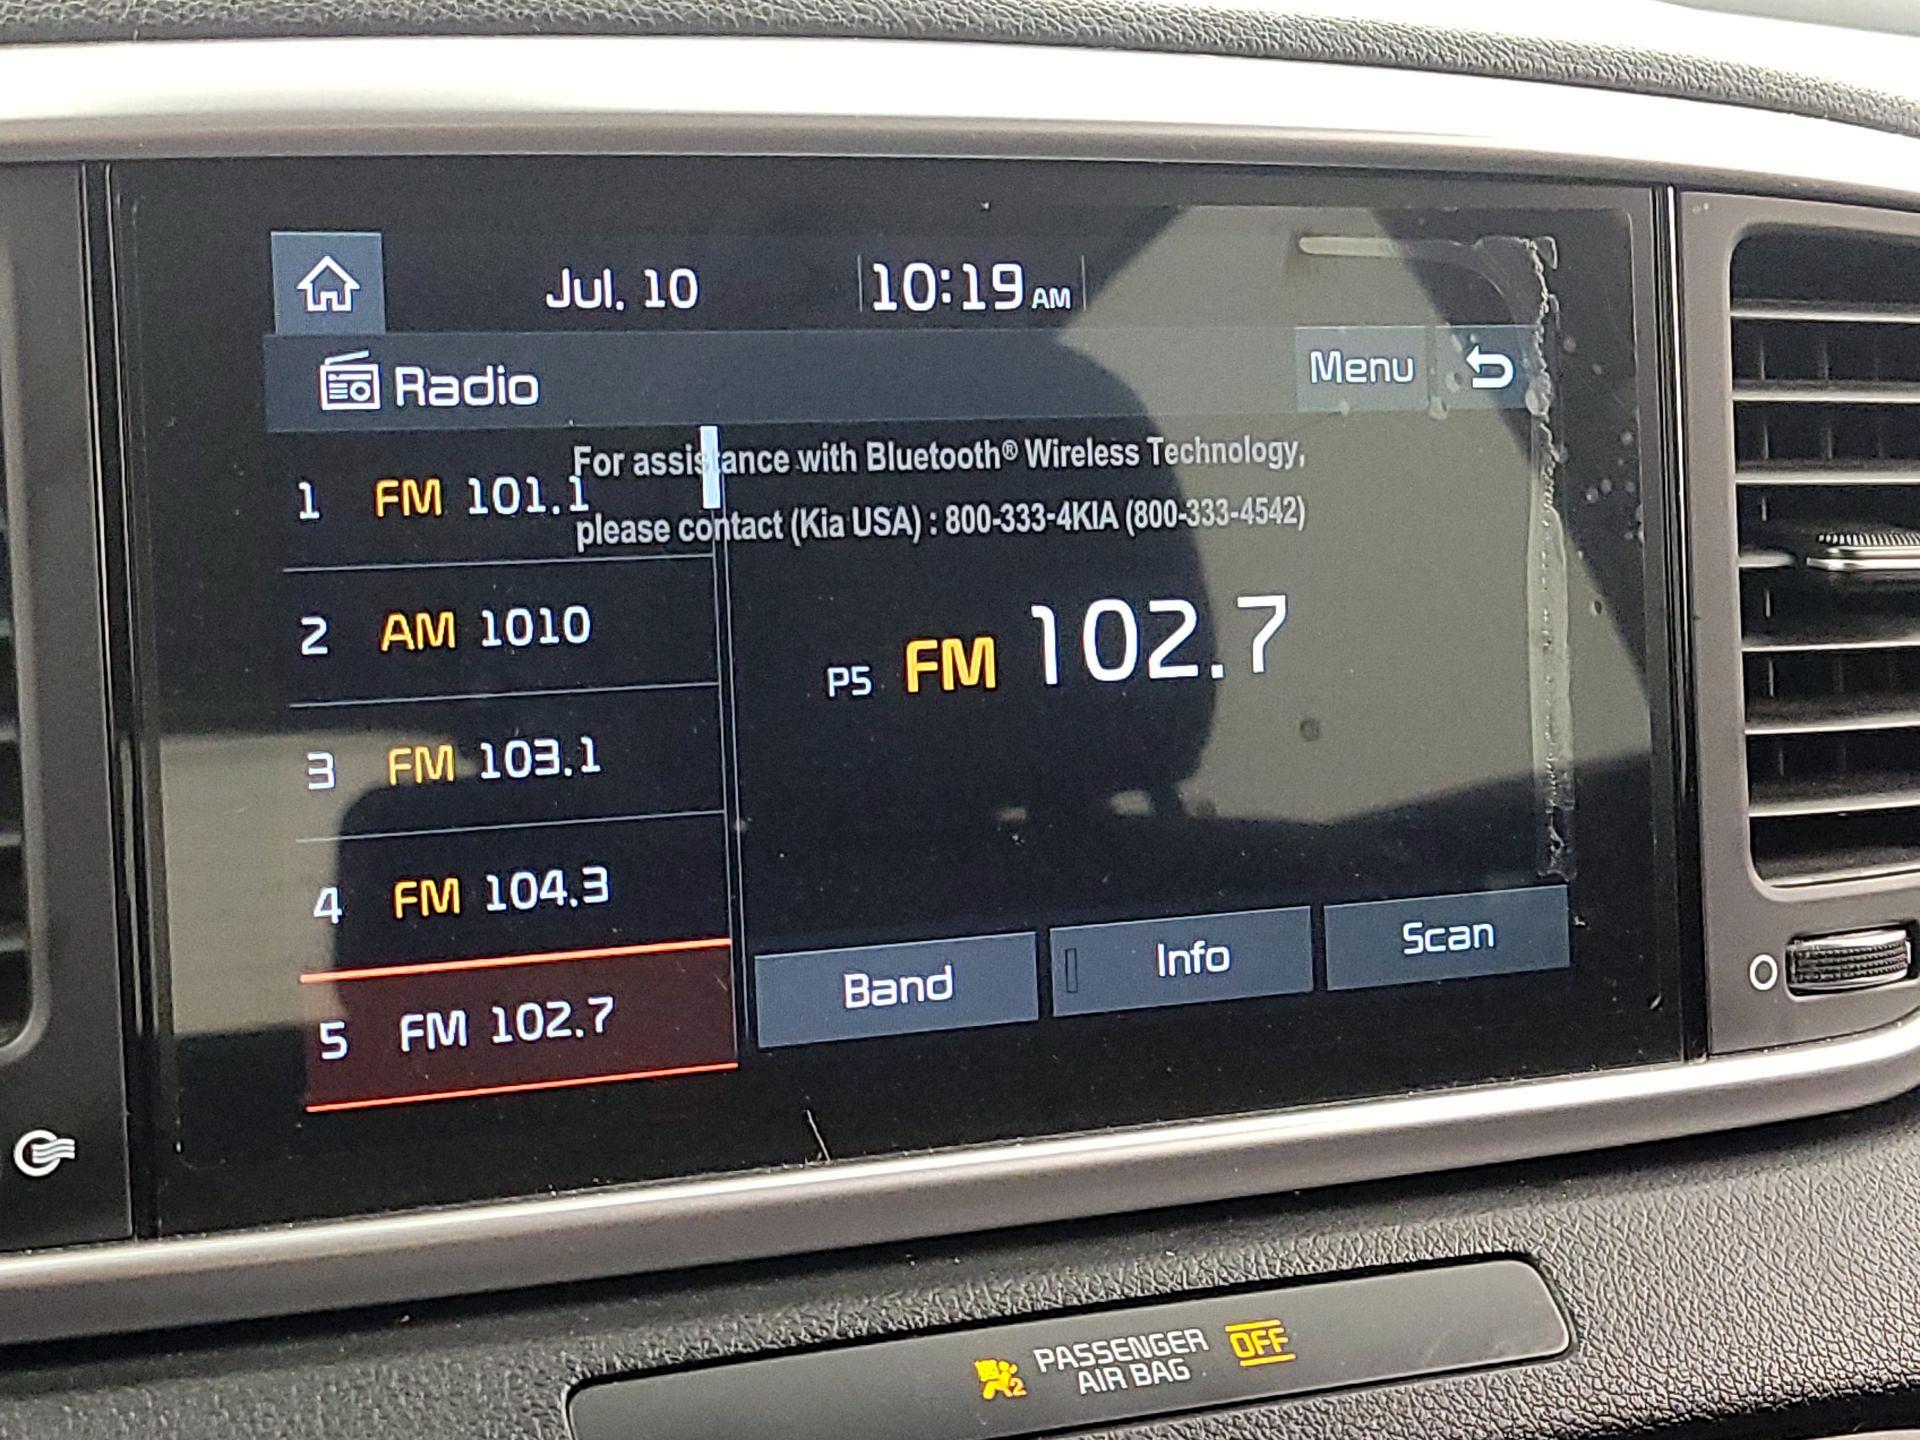 Jul. 10 10:19 AM
Radio Menu
For assistance with Bluetooth® Wireless Technology,
please contact (Kia USA) : 800-333-4KIA (800-333-4542)
1 FM 101.1
2 AM 1010
3 FM 103.1
4 FM 104.3
5 FM 102.7
P5 FM 102.7
Band Info Scan
PASSENGER
AIR BAG
OFF
2